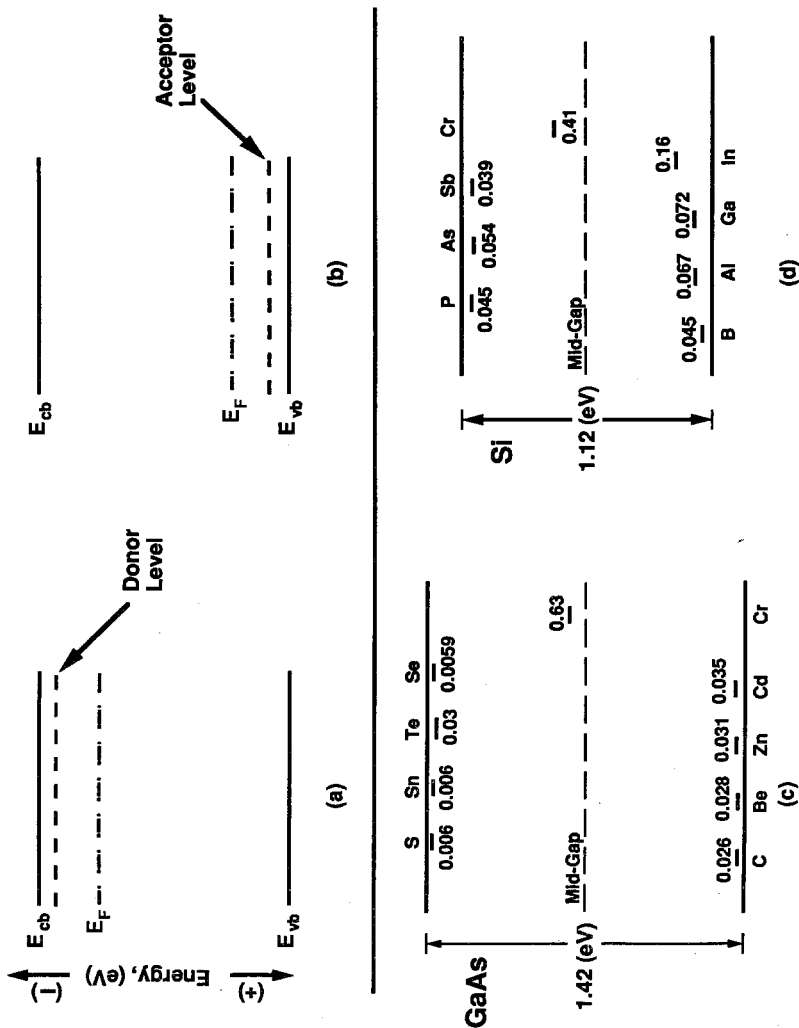 Energy, (eV)
(−)
(+)
E_cb
E_F
E_vb
Donor
Level
(a)
E_cb
E_F
E_vb
Acceptor
Level
(b)
GaAs
1.42 (eV)
S Sn Te Se
0.006 0.006 0.03 0.0059
0.63
Mid-Gap
0.026 0.028 0.031 0.035
C Be Zn Cd Cr
(c)
Si
1.12 (eV)
P As Sb Cr
0.045 0.054 0.039
0.41
Mid-Gap
0.045 0.067 0.072 0.16
B Al Ga In
(d)